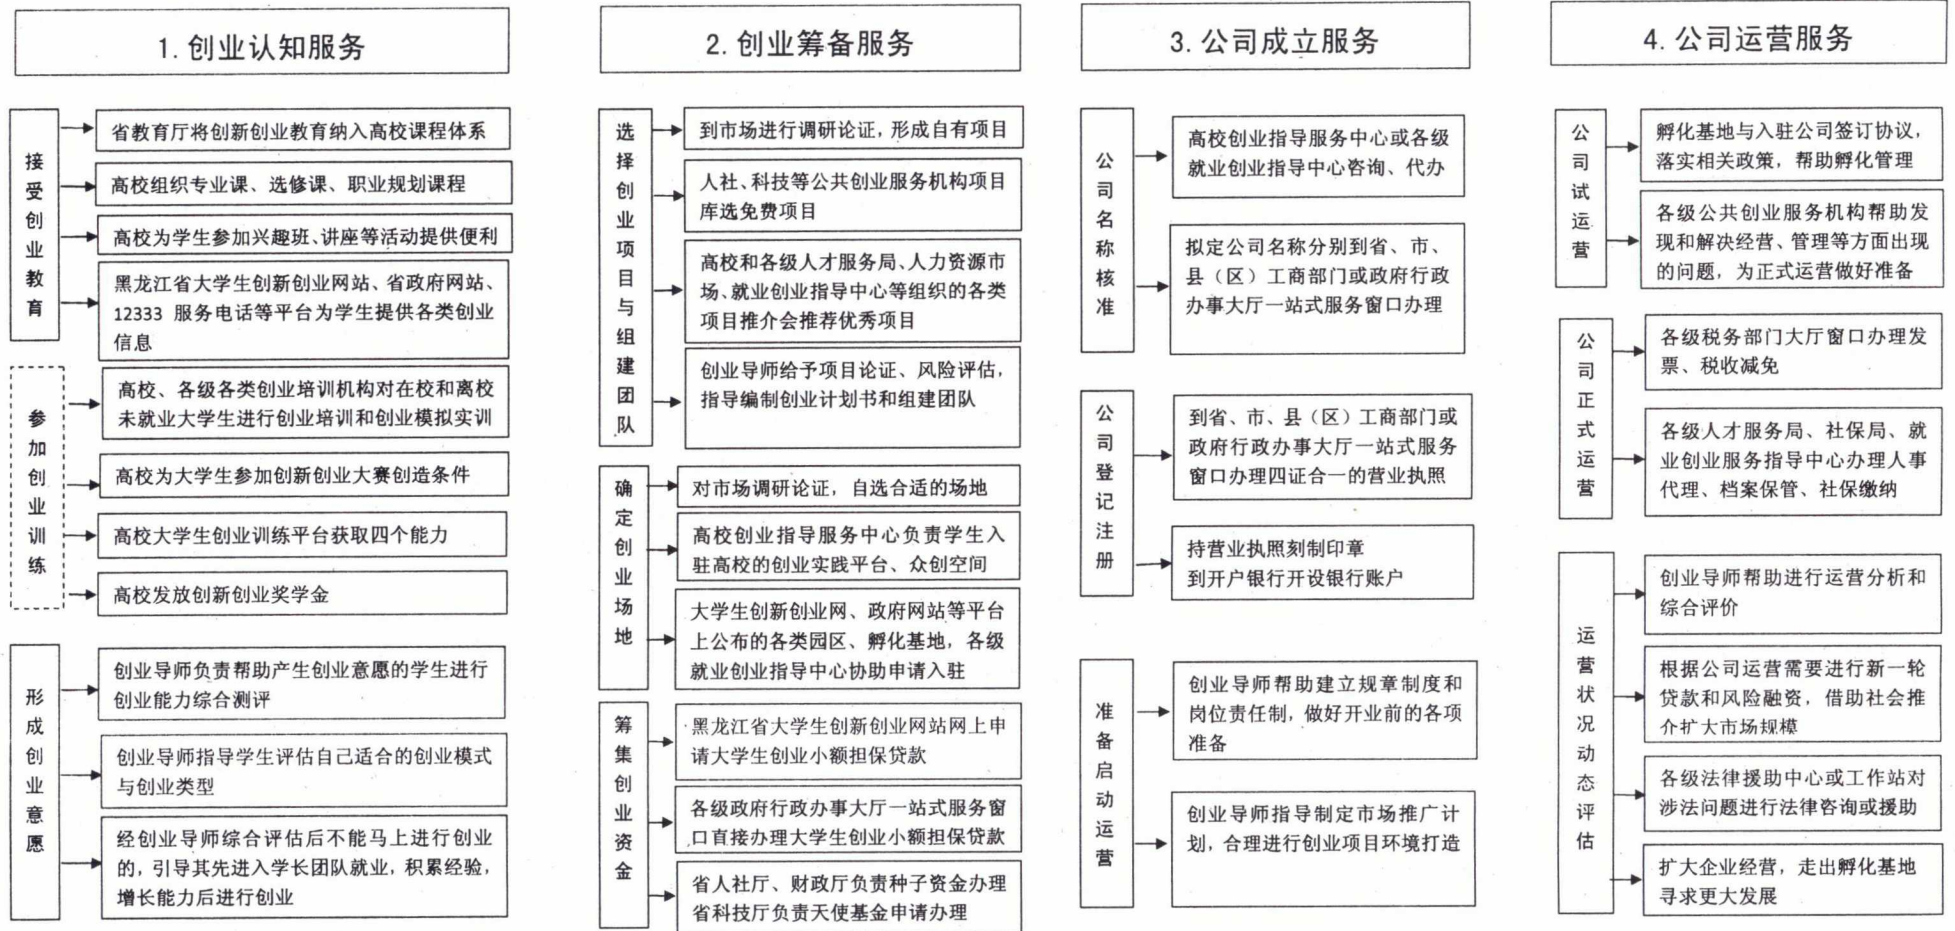 1.创业认知服务
接受创业教育
省教育厅将创新创业教育纳入高校课程体系
高校组织专业课、选修课、职业规划课程
高校为学生参加兴趣班、讲座等活动提供便利
黑龙江省大学生创新创业网站、省政府网站、
12333 服务电话等平台为学生提供各类创业
信息
参加创业训练
高校、各级各类创业培训机构对在校和离校
未就业大学生进行创业培训和创业模拟实训
高校为大学生参加创新创业大赛创造条件
高校大学生创业训练平台获取四个能力
高校发放创新创业奖学金
形成创业意愿
创业导师负责帮助产生创业意愿的学生进行
创业能力综合测评
创业导师指导学生评估自己适合的创业模式
与创业类型
经创业导师综合评估后不能马上进行创业
的，引导其先进入学长团队就业，积累经验，
增长能力后进行创业
2.创业筹备服务
选择创业项目与组建团队
到市场进行调研论证，形成自有项目
人社、科技等公共创业服务机构项目
库选免费项目
高校和各级人才服务局、人力资源市
场、就业创业指导中心等组织的各类
项目推介会推荐优秀项目
创业导师给予项目论证、风险评估，
指导编制创业计划书和组建团队
确定创业场地
对市场调研论证，自选合适的场地
高校创业指导服务中心负责学生入
驻高校的创业实践平台、众创空间
大学生创新创业网、政府网站等平台
上公布的各类园区、孵化基地，各级
就业创业指导中心协助申请入驻
筹集创业资金
黑龙江省大学生创新创业网站网上申
请大学生创业小额担保贷款
各级政府行政办事大厅一站式服务窗
口直接办理大学生创业小额担保贷款
省人社厅、财政厅负责种子资金办理
省科技厅负责天使基金申请办理
3.公司成立服务
公司名称核准
高校创业指导服务中心或各级
就业创业指导中心咨询、代办
拟定公司名称分别到省、市、
县（区）工商部门或政府行政
办事大厅一站式服务窗口办理
公司登记注册
到省、市、县（区）工商部门或
政府行政办事大厅一站式服务
窗口办理四证合一的营业执照
持营业执照刻制印章
到开户银行开设银行账户
准备启动运营
创业导师帮助建立规章制度和
岗位责任制，做好开业前的各项
准备
创业导师指导制定市场推广计
划，合理进行创业项目环境打造
4.公司运营服务
公司试运营
孵化基地与入驻公司签订协议，
落实相关政策，帮助孵化管理
各级公共创业服务机构帮助发
现和解决经营、管理等方面出现
的问题，为正式运营做好准备
公司正式运营
各级税务部门大厅窗口办理发
票、税收减免
各级人才服务局、社保局、就
业创业服务指导中心办理人事
代理、档案保管、社保缴纳
运营状况动态评估
创业导师帮助进行运营分析和
综合评价
根据公司运营需要进行新一轮
贷款和风险融资，借助社会推
介扩大市场规模
各级法律援助中心或工作站对
涉法问题进行法律咨询或援助
扩大企业经营，走出孵化基地
寻求更大发展